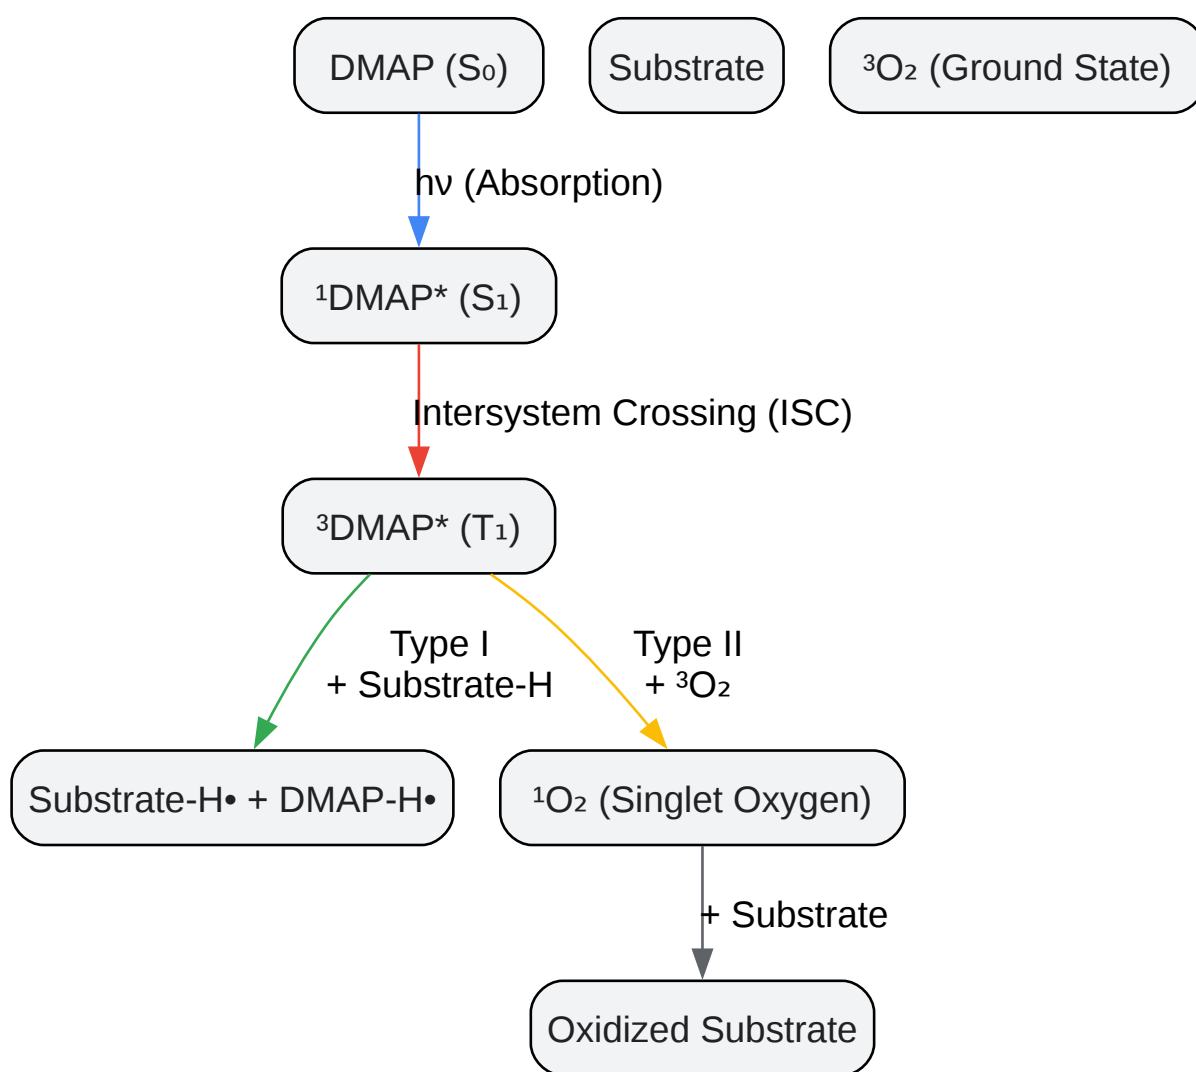 DMAP (S₀)
Substrate
³O₂ (Ground State)
hν (Absorption)
¹DMAP* (S₁)
Intersystem Crossing (ISC)
³DMAP* (T₁)
Type I
+ Substrate-H
Type II
+ ³O₂
Substrate-H• + DMAP-H•
¹O₂ (Singlet Oxygen)
+ Substrate
Oxidized Substrate